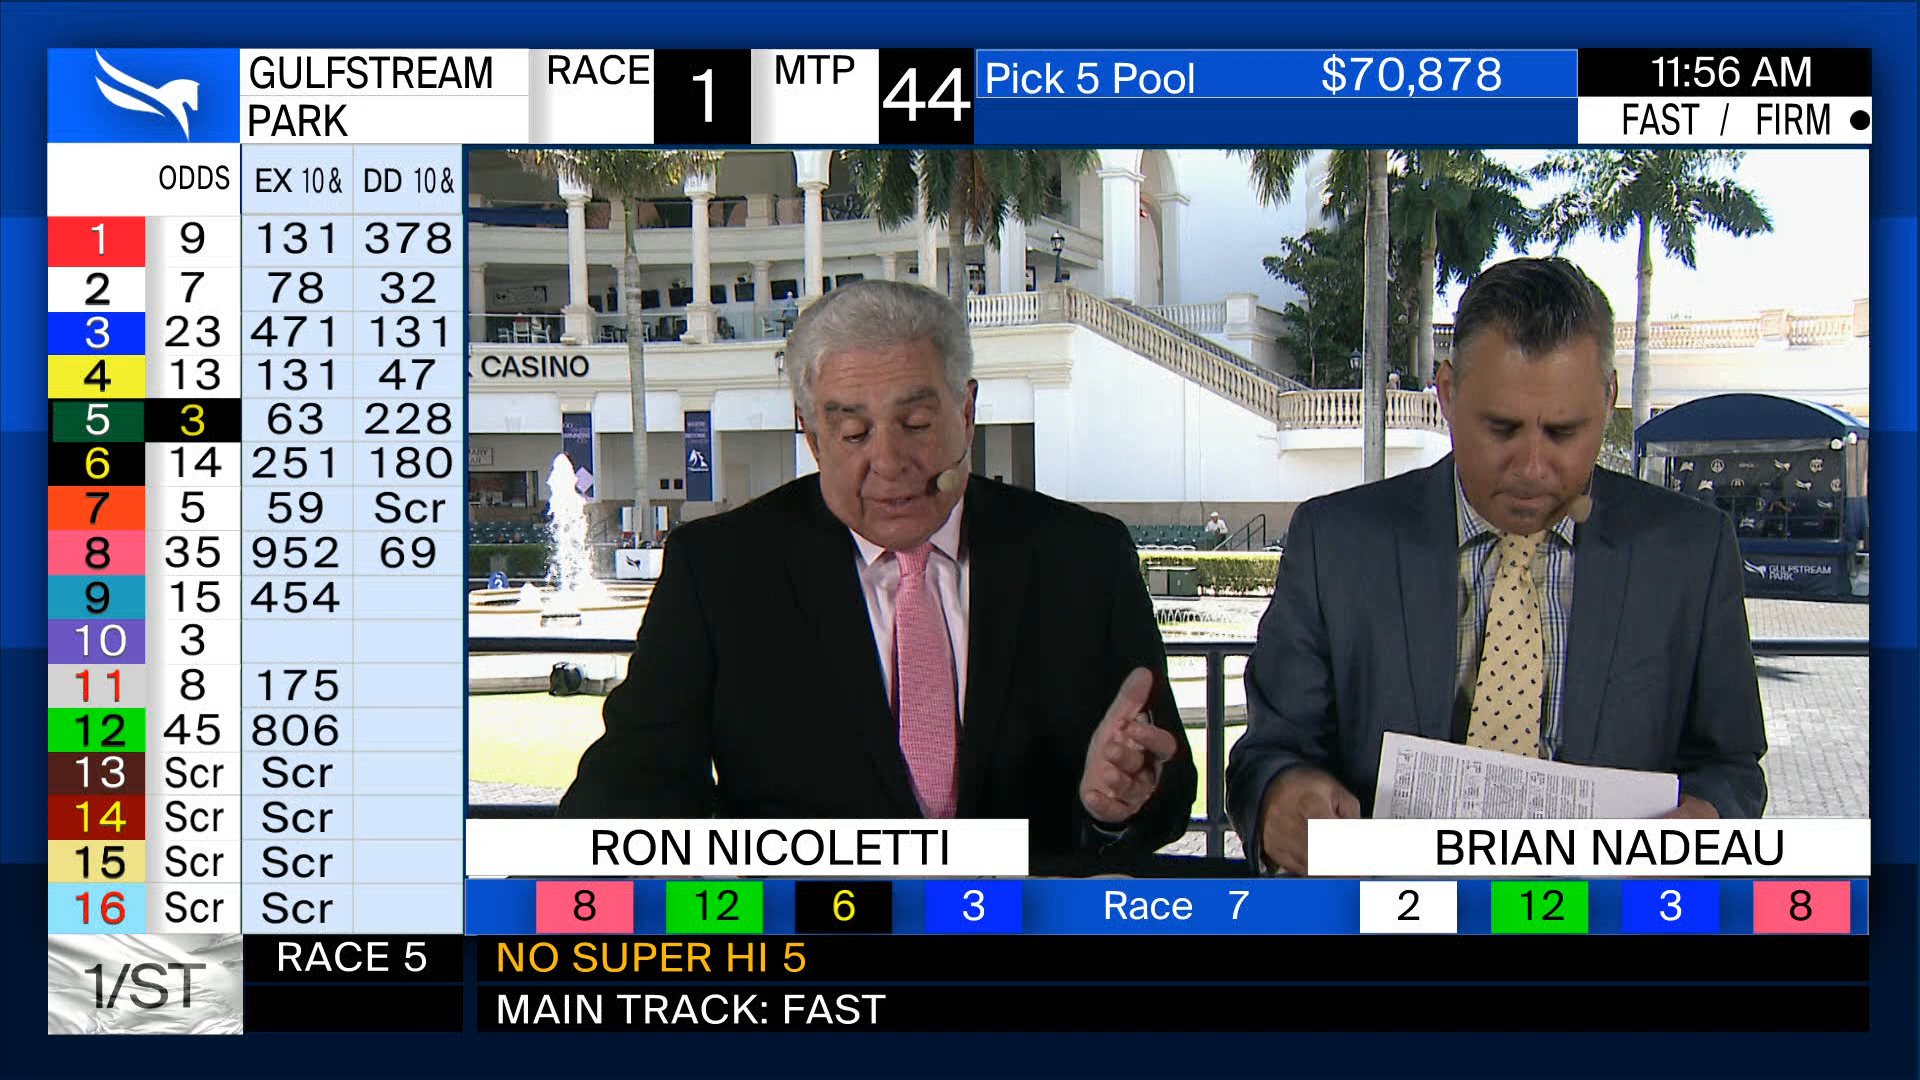 GULFSTREAM
PARK
RACE 1
MTP 44
Pick 5 Pool $70,878
11:56 AM
FAST / FIRM
ODDS EX 10& DD 10&
1 9 131 378
2 7 78 32
3 23 471 131
4 13 131 47
5 3 63 228
6 14 251 180
7 5 59 Scr
8 35 952 69
9 15 454
10 3
11 8 175
12 45 806
13 Scr Scr
14 Scr Scr
15 Scr Scr
16 Scr Scr
CASINO
GULFSTREAM
PARK
RON NICOLETTI
BRIAN NADEAU
8 12 6 3 Race 7 2 12 3 8
1/ST
RACE 5
NO SUPER HI 5
MAIN TRACK: FAST